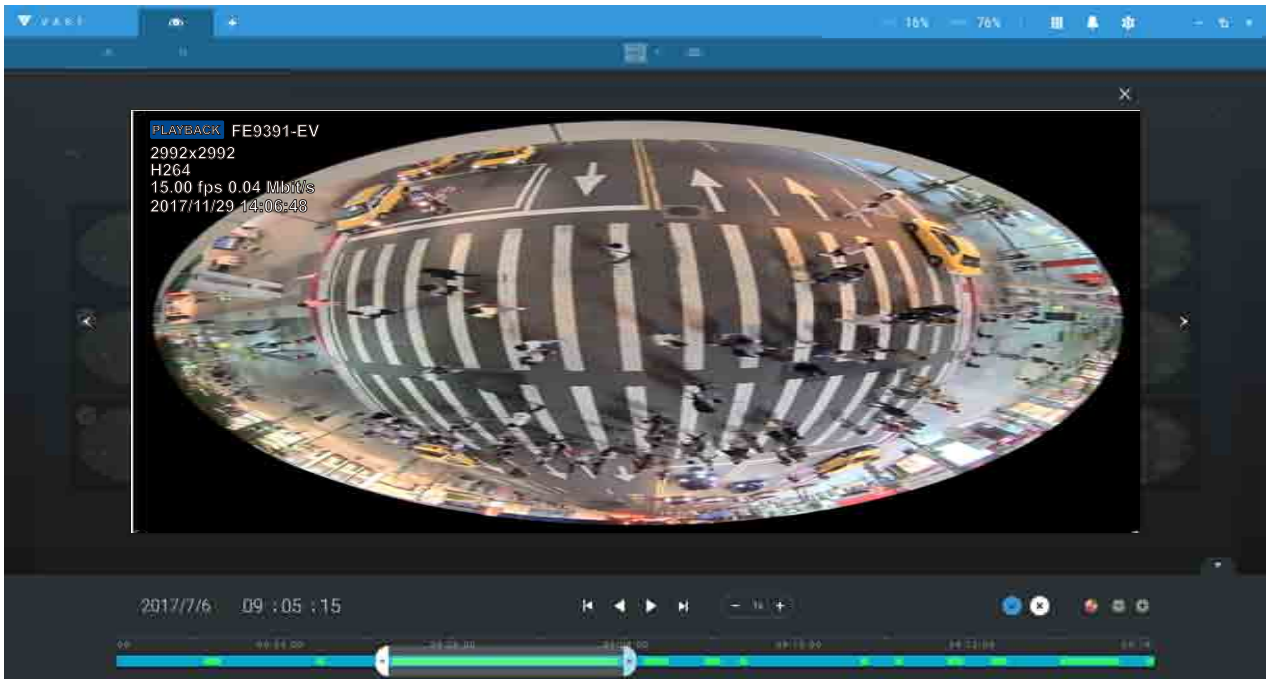 16% 76%
PLAYBACK FE9391-EV
2992x2992
H264
15.00 fps 0.04 Mbit/s
2017/11/29 14:06:48
2017/7/6 09 :05 :15